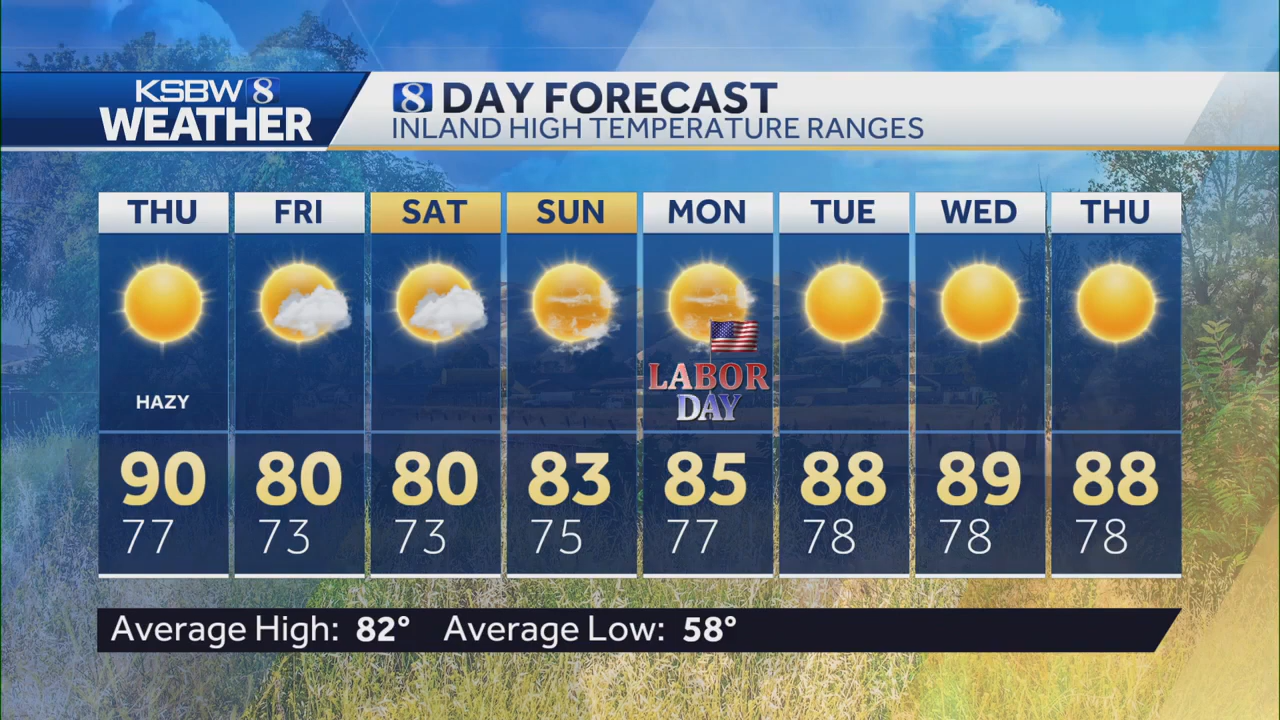 KSBW 8
WEATHER
8 DAY FORECAST
INLAND HIGH TEMPERATURE RANGES
THU FRI SAT SUN MON TUE WED THU
LABOR
DAY
HAZY
90 80 80 83 85 88 89 88
77 73 73 75 77 78 78 78
Average High: 82° Average Low: 58°